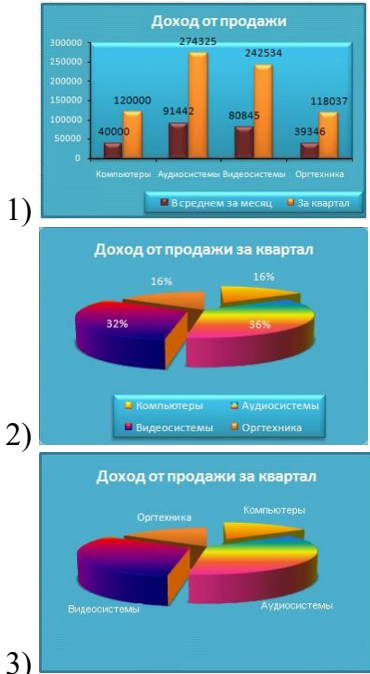 Доход от продажи
300000
250000
200000
150000
100000
50000
0
40000
120000
91442
274325
80845
242534
39346
118037
Компьютеры Аудиосистемы Видеосистемы Оргтехника
В среднем за месяц За квартал
1)
Доход от продажи за квартал
16% 16%
32% 36%
Компьютеры Аудиосистемы
Видеосистемы Оргтехника
2)
Доход от продажи за квартал
Оргтехника Компьютеры
Видеосистемы Аудиосистемы
3)